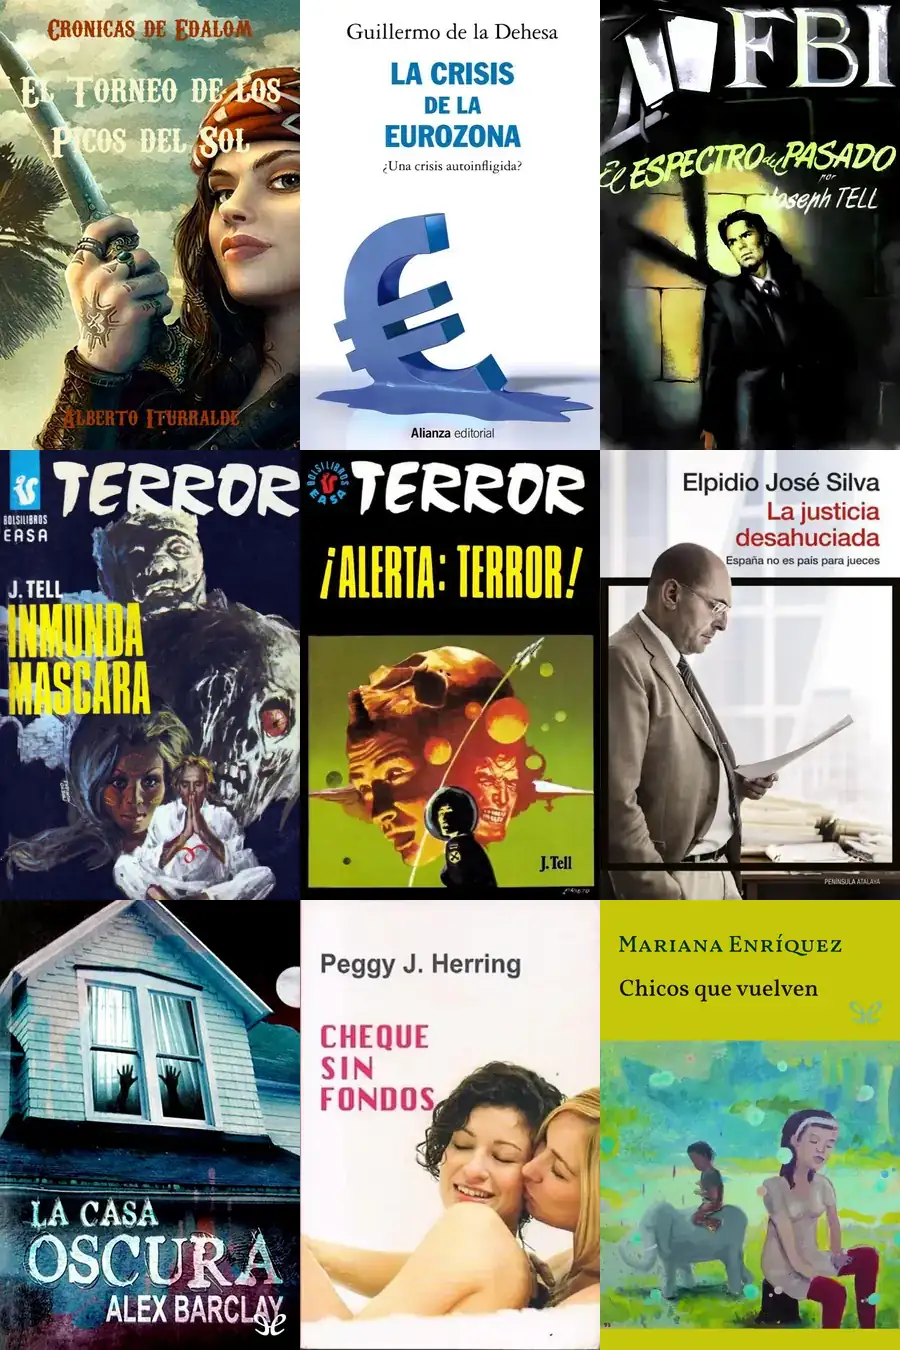 Cronicas de Edalom
El Torneo de los
Picos del Sol
Alberto Iturralde
Guillermo de la Dehesa
LA CRISIS
DE LA
EUROZONA
¿Una crisis autoinfligida?
Alianza editorial
FBI
El ESPECTRO del PASADO
por
Joseph TELL
TERROR
BOLSILIBROS
EASA
J. TELL
INMUNDA
MASCARA
BOLSILIBROS
EASA
TERROR
¡ALERTA: TERROR!
J. Tell
Elpidio José Silva
La justicia
desahuciada
España no es país para jueces
PENÍNSULA ATALAYA
LA CASA
OSCURA
ALEX BARCLAY
Peggy J. Herring
CHEQUE
SIN
FONDOS
Mariana Enríquez
Chicos que vuelven